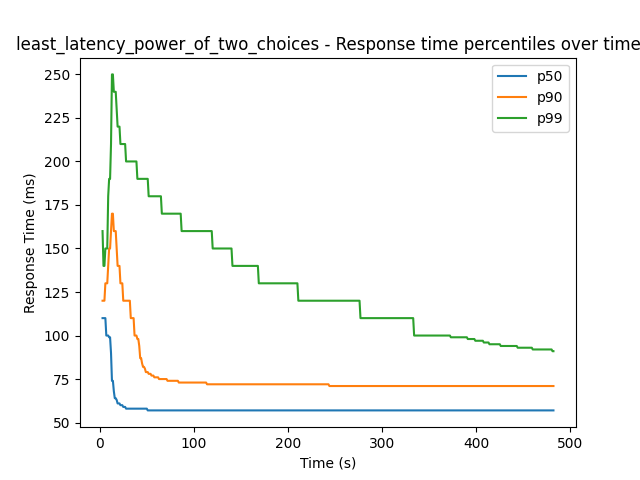 least_latency_power_of_two_choices - Response time percentiles over time
p50
p90
p99
250
225
200
175
150
125
100
75
50
Response Time (ms)
0 100 200 300 400 500
Time (s)